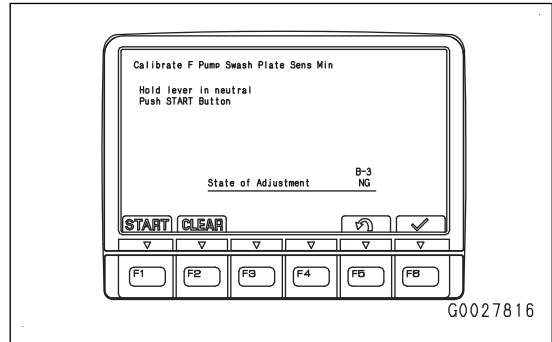 Calibrate F Pump Swash Plate Sens Min
Hold lever in neutral
Push START Button
B-3
State of Adjustment NG
START CLEAR
F1 F2 F3 F4 F5 F6
G0027816